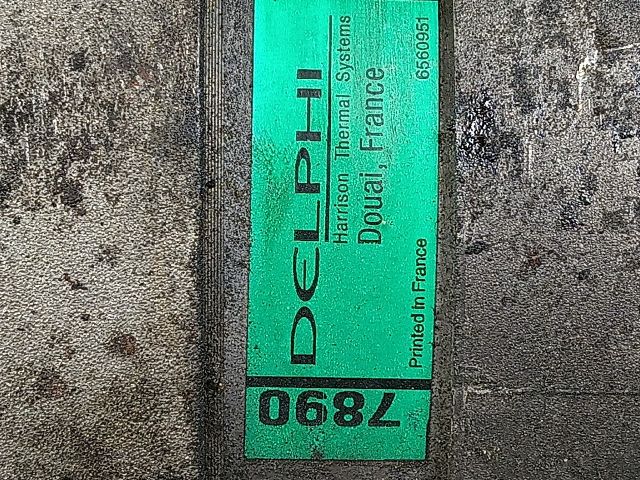 DELPHI
Harrison Thermal Systems
Douai, France
Printed in France 6560951
7890